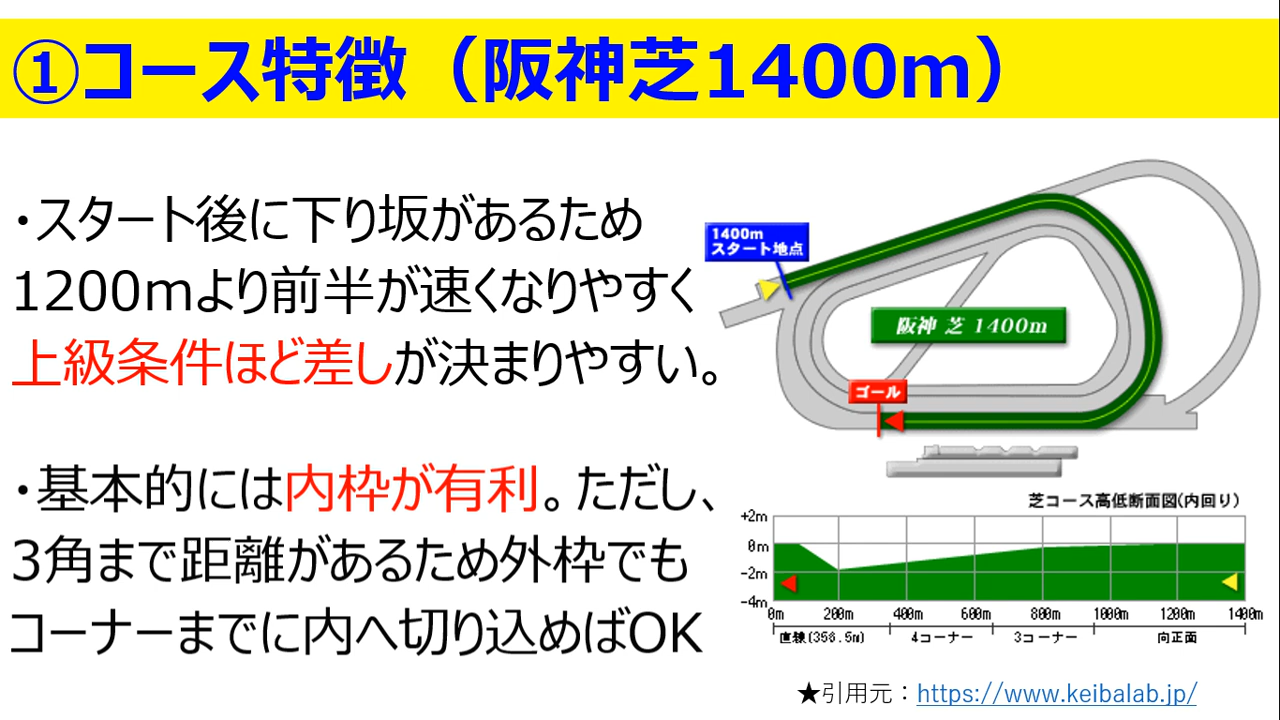 ①コース特徴（阪神芝1400m）
・スタート後に下り坂があるため
1200mより前半が速くなりやすく
上級条件ほど差しが決まりやすい。
・基本的には内枠が有利。ただし、
3角まで距離があるため外枠でも
コーナーまでに内へ切り込めばOK
1400m
スタート地点
阪神 芝 1400m
ゴール
芝コース高低断面図(内回り)
+2m
0m
-2m
-4m
0m 200m 400m 600m 800m 1000m 1200m 1400m
直線(356.5m) 4コーナー 3コーナー 向正面
★引用元：https://www.keibalab.jp/